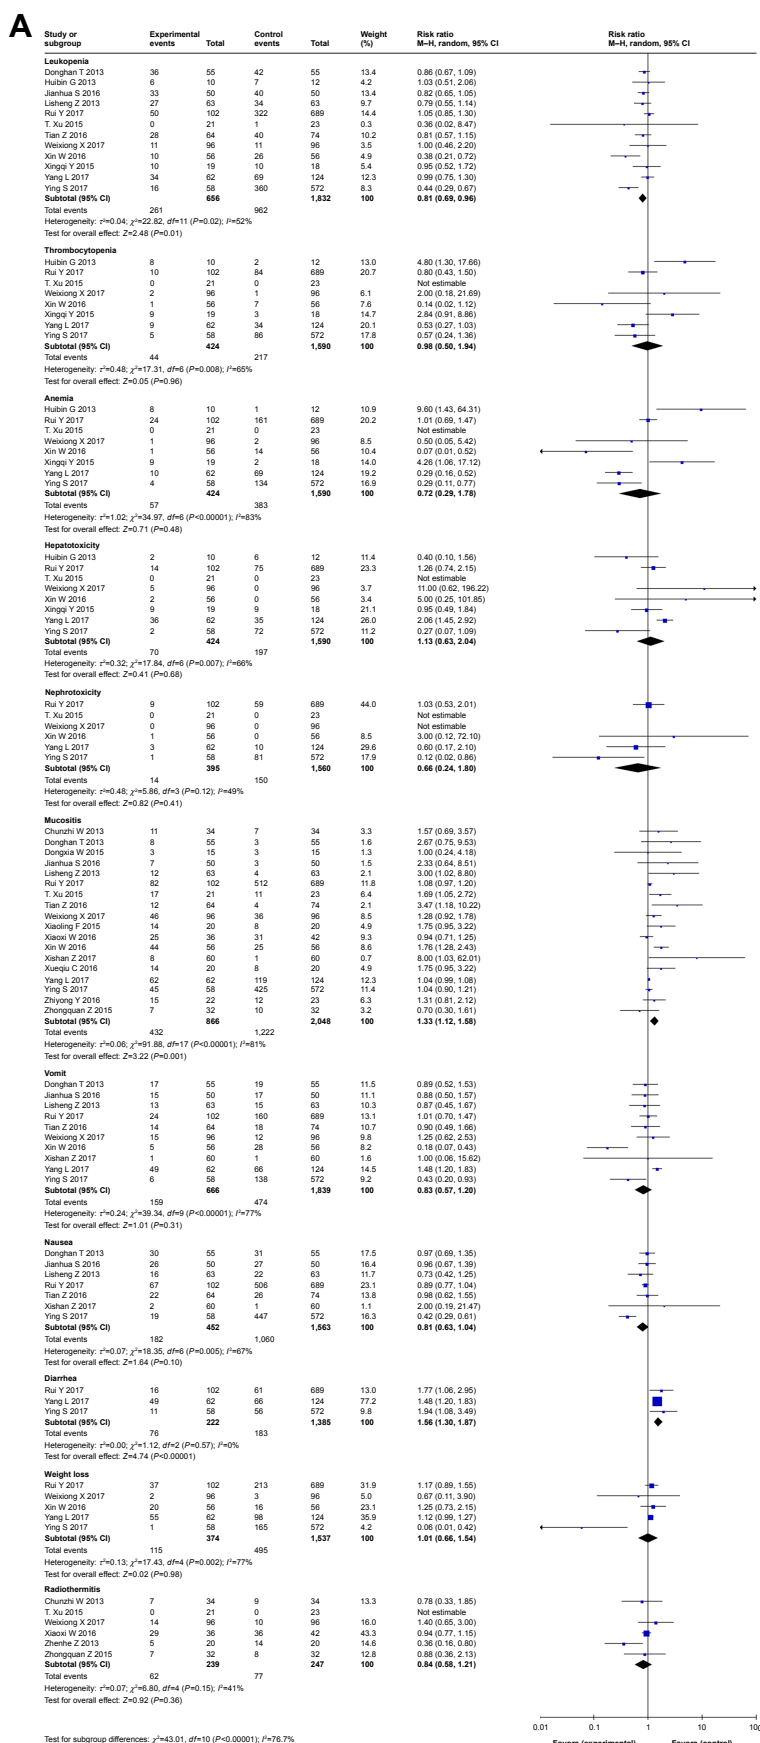 A
Study or subgroup Experimental events Total Control events Total Weight (%) Risk ratio M–H, random, 95% CI Risk ratio M–H, random, 95% CI
Leukopenia
Donghan T 2013 36 55 42 55 13.4 0.86 (0.67, 1.09)
Huibin G 2013 6 10 7 12 4.2 1.03 (0.51, 2.06)
Jianhua S 2016 33 50 40 50 13.4 0.82 (0.65, 1.05)
Lisheng Z 2013 27 63 34 63 9.7 0.79 (0.55, 1.14)
Rui Y 2017 50 102 322 689 14.4 1.05 (0.85, 1.30)
T. Xu 2015 0 21 1 23 0.3 0.36 (0.02, 8.47)
Tian Z 2016 28 64 40 74 10.2 0.81 (0.57, 1.15)
Weixiong X 2017 11 96 11 96 3.5 1.00 (0.46, 2.20)
Xin W 2016 10 56 26 56 4.9 0.38 (0.21, 0.72)
Xingqi Y 2015 10 19 10 18 5.4 0.95 (0.52, 1.72)
Yang L 2017 34 62 69 124 12.3 0.99 (0.75, 1.30)
Ying S 2017 16 58 360 572 8.3 0.44 (0.29, 0.67)
Subtotal (95% CI) 656 1,832 100 0.81 (0.69, 0.96)
Total events 261 962
Heterogeneity: τ²=0.04; χ²=22.82, df=11 (P=0.02); I²=52%
Test for overall effect: Z=2.48 (P=0.01)
Thrombocytopenia
Huibin G 2013 8 10 2 12 13.0 4.80 (1.30, 17.66)
Rui Y 2017 10 102 84 689 20.7 0.80 (0.43, 1.50)
T. Xu 2015 0 21 0 23 Not estimable
Weixiong X 2017 2 96 1 96 6.1 2.00 (0.18, 21.69)
Xin W 2016 1 56 7 56 7.6 0.14 (0.02, 1.12)
Xingqi Y 2015 9 19 3 18 14.7 2.84 (0.91, 8.86)
Yang L 2017 9 62 34 124 20.1 0.53 (0.27, 1.03)
Ying S 2017 5 58 86 572 17.8 0.57 (0.24, 1.36)
Subtotal (95% CI) 424 1,590 100 0.98 (0.50, 1.94)
Total events 44 217
Heterogeneity: τ²=0.48; χ²=17.31, df=6 (P=0.008); I²=65%
Test for overall effect: Z=0.05 (P=0.96)
Anemia
Huibin G 2013 8 10 1 12 10.9 9.60 (1.43, 64.31)
Rui Y 2017 24 102 161 689 20.2 1.01 (0.69, 1.47)
T. Xu 2015 0 21 0 23 Not estimable
Weixiong X 2017 1 96 2 96 8.5 0.50 (0.05, 5.42)
Xin W 2016 1 56 14 56 10.4 0.07 (0.01, 0.52)
Xingqi Y 2015 9 19 2 18 14.0 4.26 (1.06, 17.12)
Yang L 2017 10 62 69 124 19.2 0.29 (0.16, 0.52)
Ying S 2017 4 58 134 572 16.9 0.29 (0.11, 0.77)
Subtotal (95% CI) 424 1,590 100 0.72 (0.29, 1.78)
Total events 57 383
Heterogeneity: τ²=1.02; χ²=34.97, df=6 (P<0.00001); I²=83%
Test for overall effect: Z=0.71 (P=0.48)
Hepatotoxicity
Huibin G 2013 2 10 6 12 11.4 0.40 (0.10, 1.56)
Rui Y 2017 14 102 75 689 23.3 1.26 (0.74, 2.15)
T. Xu 2015 0 21 0 23 Not estimable
Weixiong X 2017 5 96 0 96 3.7 11.00 (0.62, 196.22)
Xin W 2016 2 56 0 56 3.4 5.00 (0.25, 101.85)
Xingqi Y 2015 9 19 9 18 21.1 0.95 (0.49, 1.84)
Yang L 2017 36 62 35 124 26.0 2.06 (1.45, 2.92)
Ying S 2017 2 58 72 572 11.2 0.27 (0.07, 1.09)
Subtotal (95% CI) 424 1,590 100 1.13 (0.63, 2.04)
Total events 70 197
Heterogeneity: τ²=0.32; χ²=17.84, df=6 (P=0.007); I²=66%
Test for overall effect: Z=0.41 (P=0.68)
Nephrotoxicity
Rui Y 2017 9 102 59 689 44.0 1.03 (0.53, 2.01)
T. Xu 2015 0 21 0 23 Not estimable
Weixiong X 2017 0 96 0 96 Not estimable
Xin W 2016 1 56 0 56 8.5 3.00 (0.12, 72.10)
Yang L 2017 3 62 10 124 29.6 0.60 (0.17, 2.10)
Ying S 2017 1 58 81 572 17.9 0.12 (0.02, 0.86)
Subtotal (95% CI) 395 1,560 100 0.66 (0.24, 1.80)
Total events 14 150
Heterogeneity: τ²=0.48; χ²=5.86, df=3 (P=0.12); I²=49%
Test for overall effect: Z=0.82 (P=0.41)
Mucositis
Chunzhi W 2013 11 34 7 34 3.3 1.57 (0.69, 3.57)
Donghan T 2013 8 55 3 55 1.6 2.67 (0.75, 9.53)
Dongxia W 2015 3 15 3 15 1.3 1.00 (0.24, 4.18)
Jianhua S 2016 7 50 3 50 1.5 2.33 (0.64, 8.51)
Lisheng Z 2013 12 63 4 63 2.1 3.00 (1.02, 8.80)
Rui Y 2017 82 102 512 689 11.8 1.08 (0.97, 1.20)
T. Xu 2015 17 21 11 23 6.4 1.69 (1.05, 2.72)
Tian Z 2016 12 64 4 74 2.1 3.47 (1.18, 10.22)
Weixiong X 2017 46 96 36 96 8.5 1.28 (0.92, 1.78)
Xiaoling F 2015 14 20 8 20 4.9 1.75 (0.95, 3.22)
Xiaoxi W 2016 25 36 31 42 9.3 0.94 (0.71, 1.25)
Xin W 2016 44 56 25 56 8.6 1.76 (1.28, 2.43)
Xishan Z 2017 8 60 1 60 0.7 8.00 (1.03, 62.01)
Xueqiu C 2016 14 20 8 20 4.9 1.75 (0.95, 3.22)
Yang L 2017 62 62 119 124 12.3 1.04 (0.99, 1.08)
Ying S 2017 45 58 425 572 11.4 1.04 (0.90, 1.21)
Zhiyong Y 2016 15 22 12 23 6.3 1.31 (0.81, 2.12)
Zhongquan Z 2015 7 32 10 32 3.2 0.70 (0.30, 1.61)
Subtotal (95% CI) 866 2,048 100 1.33 (1.12, 1.58)
Total events 432 1,222
Heterogeneity: τ²=0.06; χ²=91.88, df=17 (P<0.00001); I²=81%
Test for overall effect: Z=3.22 (P=0.001)
Vomit
Donghan T 2013 17 55 19 55 11.5 0.89 (0.52, 1.53)
Jianhua S 2016 15 50 17 50 11.1 0.88 (0.50, 1.57)
Lisheng Z 2013 13 63 15 63 10.3 0.87 (0.45, 1.67)
Rui Y 2017 24 102 160 689 13.1 1.01 (0.70, 1.47)
Tian Z 2016 14 64 18 74 10.7 0.90 (0.49, 1.66)
Weixiong X 2017 15 96 12 96 9.8 1.25 (0.62, 2.53)
Xin W 2016 5 56 28 56 8.2 0.18 (0.07, 0.43)
Xishan Z 2017 1 60 1 60 1.6 1.00 (0.06, 15.62)
Yang L 2017 49 62 66 124 14.5 1.48 (1.20, 1.83)
Ying S 2017 6 58 138 572 9.2 0.43 (0.20, 0.93)
Subtotal (95% CI) 666 1,839 100 0.83 (0.57, 1.20)
Total events 159 474
Heterogeneity: τ²=0.24; χ²=39.34, df=9 (P<0.00001); I²=77%
Test for overall effect: Z=1.01 (P=0.31)
Nausea
Donghan T 2013 30 55 31 55 17.5 0.97 (0.69, 1.35)
Jianhua S 2016 26 50 27 50 16.4 0.96 (0.67, 1.39)
Lisheng Z 2013 16 63 22 63 11.7 0.73 (0.42, 1.25)
Rui Y 2017 67 102 506 689 23.1 0.89 (0.77, 1.04)
Tian Z 2016 22 64 26 74 13.8 0.98 (0.62, 1.55)
Xishan Z 2017 2 60 1 60 1.1 2.00 (0.19, 21.47)
Ying S 2017 19 58 447 572 16.3 0.42 (0.29, 0.61)
Subtotal (95% CI) 452 1,563 100 0.81 (0.63, 1.04)
Total events 182 1,060
Heterogeneity: τ²=0.07; χ²=18.35, df=6 (P=0.005); I²=67%
Test for overall effect: Z=1.64 (P=0.10)
Diarrhea
Rui Y 2017 16 102 61 689 13.0 1.77 (1.06, 2.95)
Yang L 2017 49 62 66 124 77.2 1.48 (1.20, 1.83)
Ying S 2017 11 58 56 572 9.8 1.94 (1.08, 3.49)
Subtotal (95% CI) 222 1,385 100 1.56 (1.30, 1.87)
Total events 76 183
Heterogeneity: τ²=0.00; χ²=1.12, df=2 (P=0.57); I²=0%
Test for overall effect: Z=4.74 (P<0.00001)
Weight loss
Rui Y 2017 37 102 213 689 31.9 1.17 (0.89, 1.55)
Weixiong X 2017 2 96 3 96 5.0 0.67 (0.11, 3.90)
Xin W 2016 20 56 16 56 23.1 1.25 (0.73, 2.15)
Yang L 2017 55 62 98 124 35.9 1.12 (0.99, 1.27)
Ying S 2017 1 58 165 572 4.2 0.06 (0.01, 0.42)
Subtotal (95% CI) 374 1,537 100 1.01 (0.66, 1.54)
Total events 115 495
Heterogeneity: τ²=0.13; χ²=17.43, df=4 (P=0.002); I²=77%
Test for overall effect: Z=0.02 (P=0.98)
Radiothermitis
Chunzhi W 2013 7 34 9 34 13.3 0.78 (0.33, 1.85)
T. Xu 2015 0 21 0 23 Not estimable
Weixiong X 2017 14 96 10 96 16.0 1.40 (0.65, 3.00)
Xiaoxi W 2016 29 36 36 42 43.3 0.94 (0.77, 1.15)
Zhenhe Z 2013 5 20 14 20 14.6 0.36 (0.16, 0.80)
Zhongquan Z 2015 7 32 8 32 12.8 0.88 (0.36, 2.13)
Subtotal (95% CI) 239 247 100 0.84 (0.58, 1.21)
Total events 62 77
Heterogeneity: τ²=0.07; χ²=6.80, df=4 (P=0.15); I²=41%
Test for overall effect: Z=0.92 (P=0.36)
0.01 0.1 1 10 100
Test for subgroup differences: χ²=43.01, df=10 (P<0.00001); I²=76.7%
Favors (experimental) Favors (control)